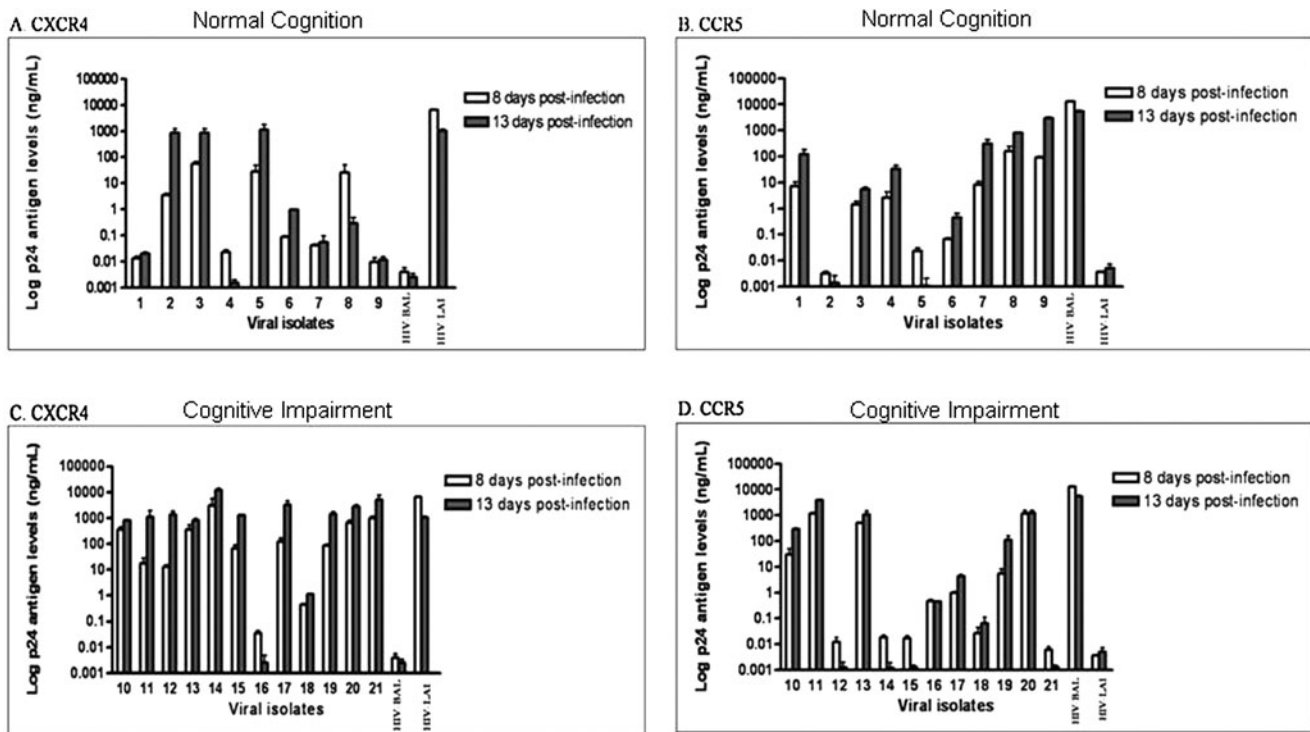 A. CXCR4 Normal Cognition
Log p24 antigen levels (ng/mL)
100000
10000
1000
100
10
1
0.1
0.01
0.001
8 days post-infection
13 days post-infection
1 2 3 4 5 6 7 8 9 HIV BAL HIV LAI
Viral isolates
B. CCR5 Normal Cognition
Log p24 antigen levels (ng/mL)
100000
10000
1000
100
10
1
0.1
0.01
0.001
8 days post-infection
13 days post-infection
1 2 3 4 5 6 7 8 9 HIV BAL HIV LAI
Viral isolates
C. CXCR4 Cognitive Impairment
Log p24 antigen levels (ng/mL)
100000
10000
1000
100
10
1
0.1
0.01
0.001
8 days post-infection
13 days post-infection
10 11 12 13 14 15 16 17 18 19 20 21 HIV BAL HIV LAI
Viral isolates
D. CCR5 Cognitive Impairment
Log p24 antigen levels (ng/mL)
100000
10000
1000
100
10
1
0.1
0.01
0.001
8 days post-infection
13 days post-infection
10 11 12 13 14 15 16 17 18 19 20 21 HIV BAL HIV LAI
Viral isolates